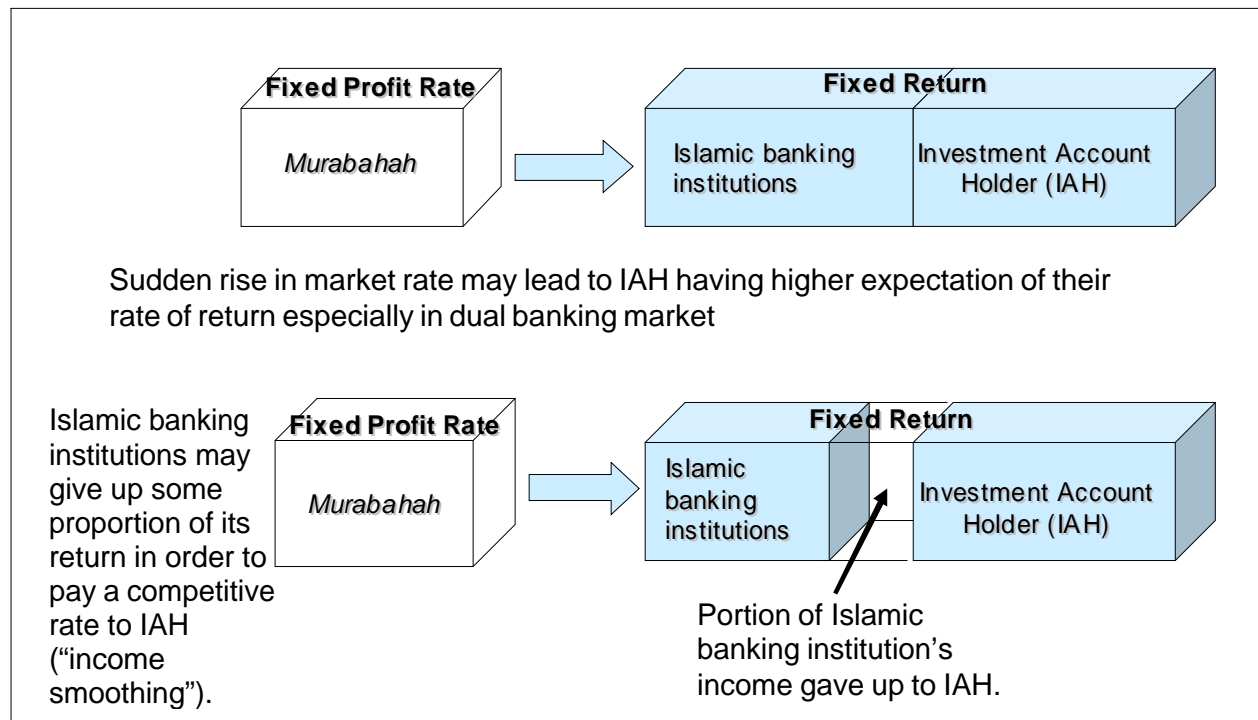 Fixed Profit Rate
Murabahah
Fixed Return
Islamic banking
institutions
Investment Account
Holder (IAH)
Sudden rise in market rate may lead to IAH having higher expectation of their
rate of return especially in dual banking market
Islamic banking
institutions may
give up some
proportion of its
return in order to
pay a competitive
rate to IAH
(“income
smoothing”).
Fixed Profit Rate
Murabahah
Fixed Return
Islamic
banking
institutions
Investment Account
Holder (IAH)
Portion of Islamic
banking institution’s
income gave up to IAH.